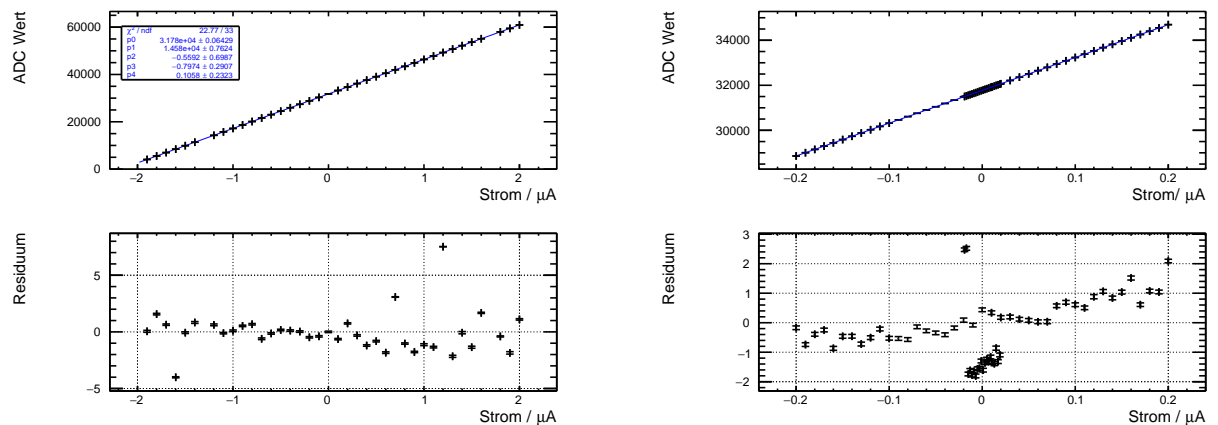 ADC Wert
60000
40000
20000
0
χ² / ndf 22.77 / 33
p0 3.178e+04 ± 0.06429
p1 1.458e+04 ± 0.7624
p2 −0.5592 ± 0.6987
p3 −0.7974 ± 0.2907
p4 0.1058 ± 0.2323
−2 −1 0 1 2
Strom / μA
ADC Wert
34000
32000
30000
−0.2 −0.1 0 0.1 0.2
Strom/ μA
Residuum
5
0
−5
−2 −1 0 1 2
Strom / μA
Residuum
3
2
1
0
−1
−2
−0.2 −0.1 0 0.1 0.2
Strom / μA